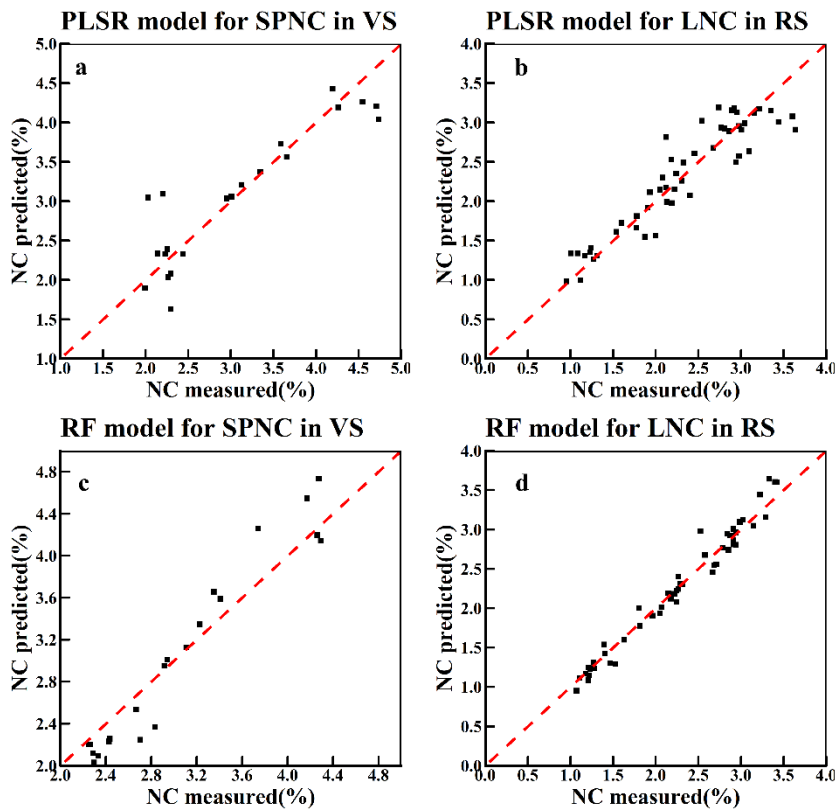 PLSR model for SPNC in VS
a
NC predicted(%)
5.0
4.5
4.0
3.5
3.0
2.5
2.0
1.5
1.0
1.0 1.5 2.0 2.5 3.0 3.5 4.0 4.5 5.0
NC measured(%)
PLSR model for LNC in RS
b
NC predicted(%)
4.0
3.5
3.0
2.5
2.0
1.5
1.0
0.5
0.0
0.0 0.5 1.0 1.5 2.0 2.5 3.0 3.5 4.0
NC measured(%)
RF model for SPNC in VS
c
NC predicted(%)
4.8
4.4
4.0
3.6
3.2
2.8
2.4
2.0
2.0 2.4 2.8 3.2 3.6 4.0 4.4 4.8
NC measured(%)
RF model for LNC in RS
d
NC predicted(%)
4.0
3.5
3.0
2.5
2.0
1.5
1.0
0.5
0.0
0.0 0.5 1.0 1.5 2.0 2.5 3.0 3.5 4.0
NC measured(%)